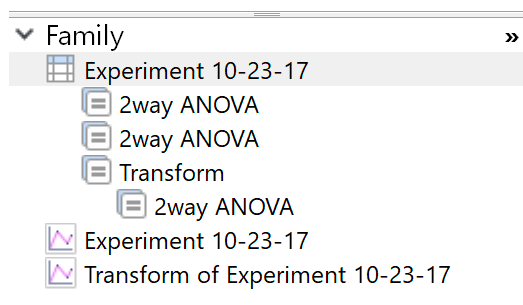 Family »
Experiment 10-23-17
2way ANOVA
2way ANOVA
Transform
2way ANOVA
Experiment 10-23-17
Transform of Experiment 10-23-17